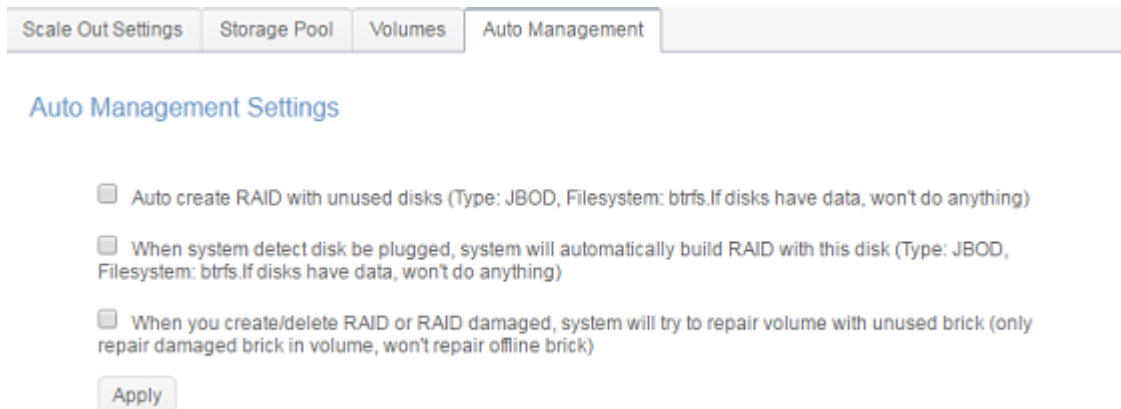 Scale Out Settings Storage Pool Volumes Auto Management
Auto Management Settings
Auto create RAID with unused disks (Type: JBOD, Filesystem: btrfs.If disks have data, won't do anything)
When system detect disk be plugged, system will automatically build RAID with this disk (Type: JBOD,
Filesystem: btrfs.If disks have data, won't do anything)
When you create/delete RAID or RAID damaged, system will try to repair volume with unused brick (only
repair damaged brick in volume, won't repair offline brick)
Apply